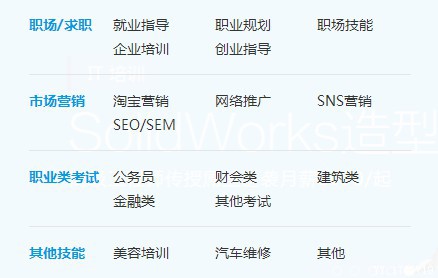 职场/求职 就业指导 职业规划 职场技能
企业培训 创业指导
IT 培训
市场营销 淘宝营销 网络推广 SNS营销
SEO/SEM
SolidWorks造型
职业类考试 公务员 财会类 建筑类
金融类 其他考试
其他技能 美容培训 汽车维修 其他